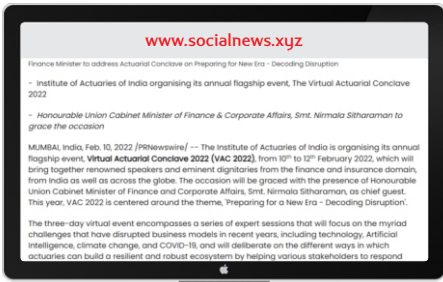 www.socialnews.xyz
Finance Minister to address Actuarial Conclave on Preparing for New Era - Decoding Disruption
- Institute of Actuaries of India organising its annual flagship event, The Virtual Actuarial Conclave
2022
- Honourable Union Cabinet Minister of Finance & Corporate Affairs, Smt. Nirmala Sitharaman to
grace the occasion
MUMBAI, India, Feb. 10, 2022 /PRNewswire/ -- The Institute of Actuaries of India is organising its annual
flagship event, Virtual Actuarial Conclave 2022 (VAC 2022), from 10th to 12th February 2022, which will
bring together renowned speakers and eminent dignitaries from the finance and insurance domain,
from India as well as across the globe. The occasion will be graced with the presence of Honourable
Union Cabinet Minister of Finance and Corporate Affairs, Smt. Nirmala Sitharaman, as chief guest.
This year, VAC 2022 is centered around the theme, 'Preparing for a New Era - Decoding Disruption'.
The three-day virtual event encompasses a series of expert sessions that will focus on the myriad
challenges that have disrupted business models in recent years, including technology, Artificial
Intelligence, climate change, and COVID-19, and will deliberate on the different ways in which
actuaries can build a resilient and robust ecosystem by helping various stakeholders to respond